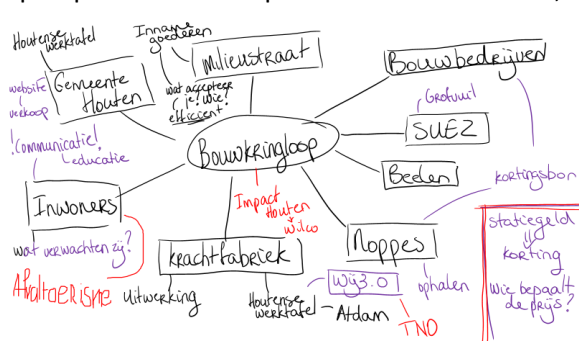 Houtense
werktafel
Inname
goederen
milieustraat
Bouwbedrijven
Gemeente
Houten
website
verkoop
wat accepteer
je? Wie?
efficient
Grofvuil
SUEZ
!Communicatie!
educatie
Bouwkringloop
Beden
kortingsbon
Inwoners
Impact
Houten
Wilco
wat verwachten zij?
krachtfabriek
Noppes
statiegeld
korting
wie bepaalt
de prijs?
Afvaltoerisme
uitwerking
Houtense
werktafel
Wij3.0
ophalen
Atdam
TNO